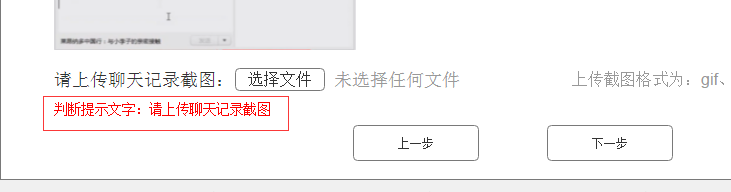 请上传聊天记录截图： 选择文件 未选择任何文件 上传截图格式为：gif、
判断提示文字：请上传聊天记录截图
上一步 下一步